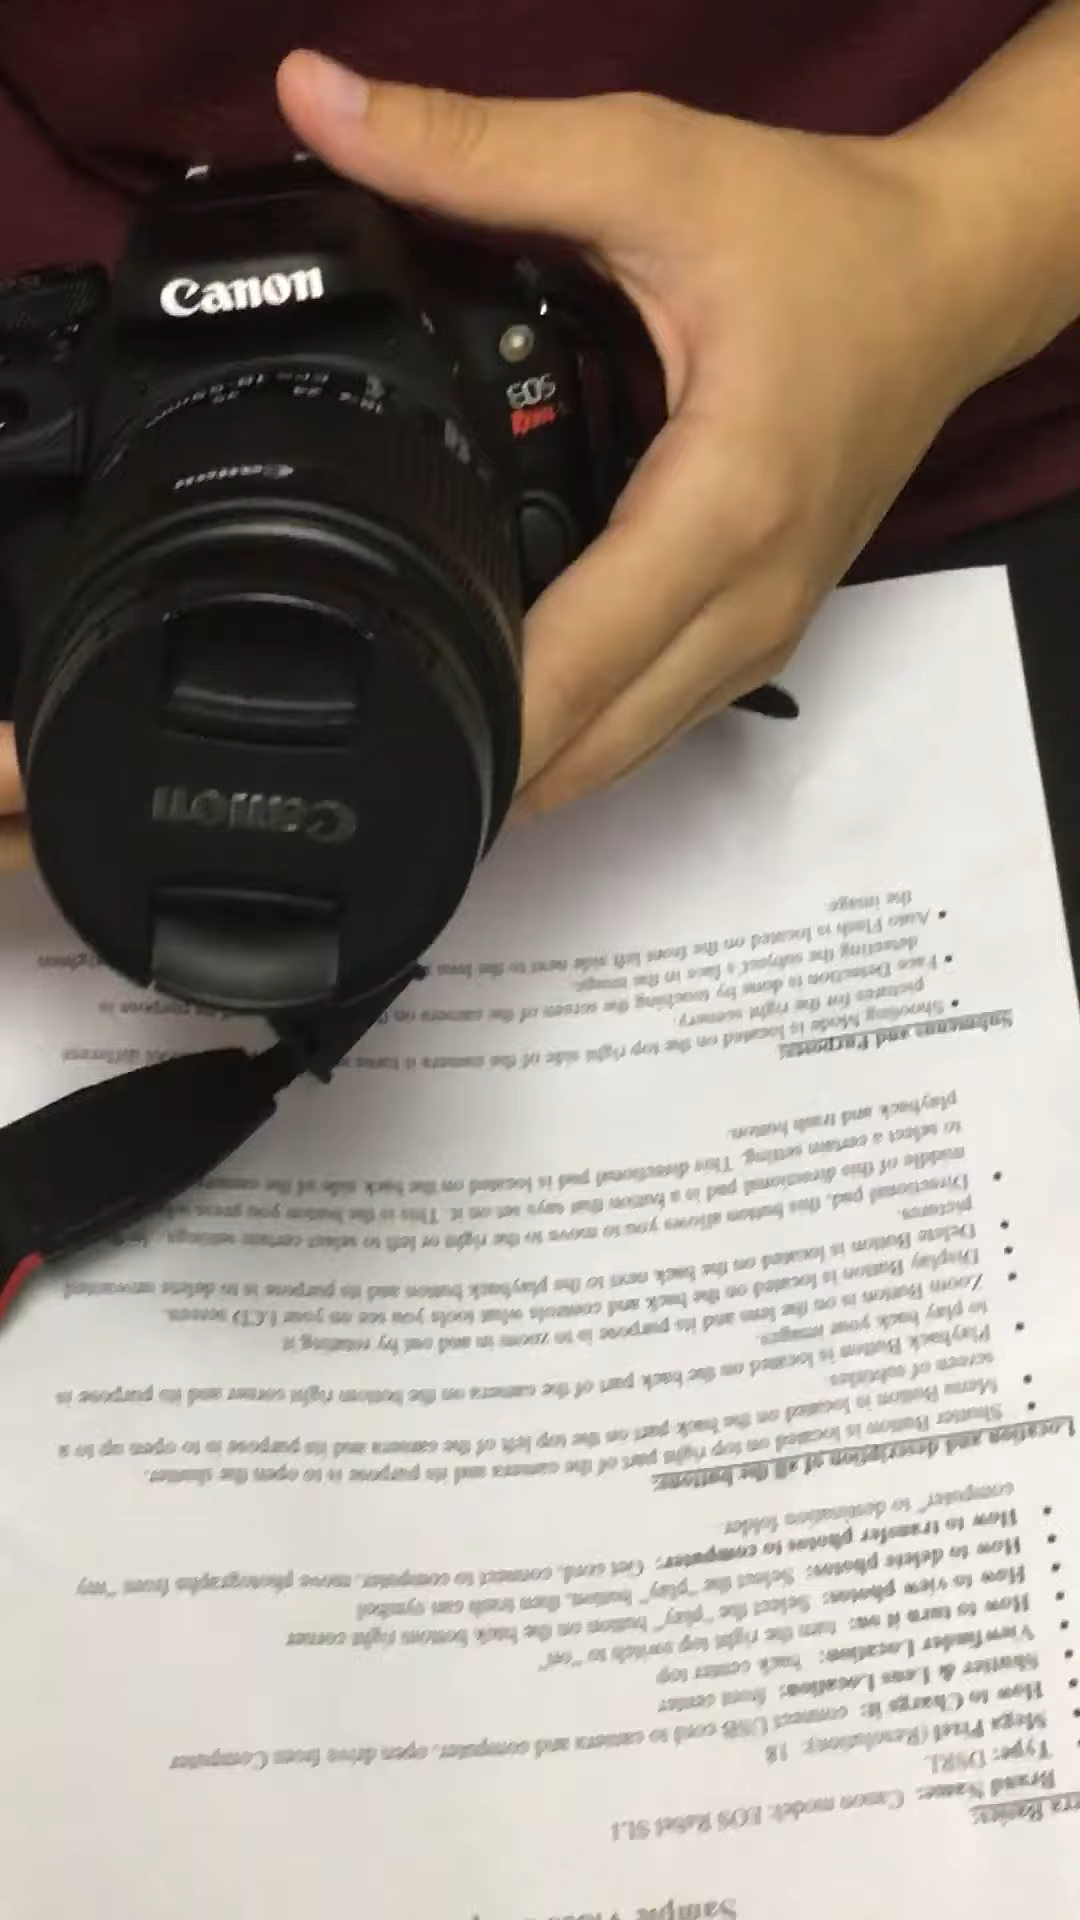 Canon
EOS
Rebel
Canon
Canon
Sample
Camera Basics:
Brand Name: Canon model: EOS Rebel SL1
Type: DSRL
Mega Pixel (Resolution): 18
How to Charge it: connect USB cord to camera and computer, open drive from Computer
Shutter & Lens Location: front center
Viewfinder Location: back center top
How to turn it on: turn the right top switch to "on"
How to view photos: Select the "play" button on the back bottom right corner
How to delete photos: Select the "play" button, then trash can symbol
How to transfer photos to computer: Get cord, connect to computer, move photographs from "my
computer" to destination folder.
Location and description of all the buttons:
Shutter Button is located on top right part of the camera and its purpose is to open the shutter.
Menu Button is located on the back part on the top left of the camera and its purpose is to open up to a
screen of subtitles
Playback Button is located on the back part of the camera on the bottom right corner and its purpose is
to play back your images.
Zoom Button is on the lens and its purpose is to zoom in and out by rotating it
Display Button is located on the back and controls what tools you see on your LCD screen.
Delete Button is located on the back next to the playback button and its purpose is to delete unwanted
pictures.
Directional pad, this button allows you to move to the right or left to select certain settings.
middle of this directional pad is a button that says set on it. This is the button you press
to select a certain setting. This directional pad is located on the back side of the camera
playback and trash button.
Submenus and Purposes:
Shooting Mode is located on the top right side of the camera it turns different
pictures for the right scenery.
Face Detection is done by touching the screen of the camera on purpose is
detecting the subject's face in the image.
Auto Flash is located on the front left side next to the lens
the image.